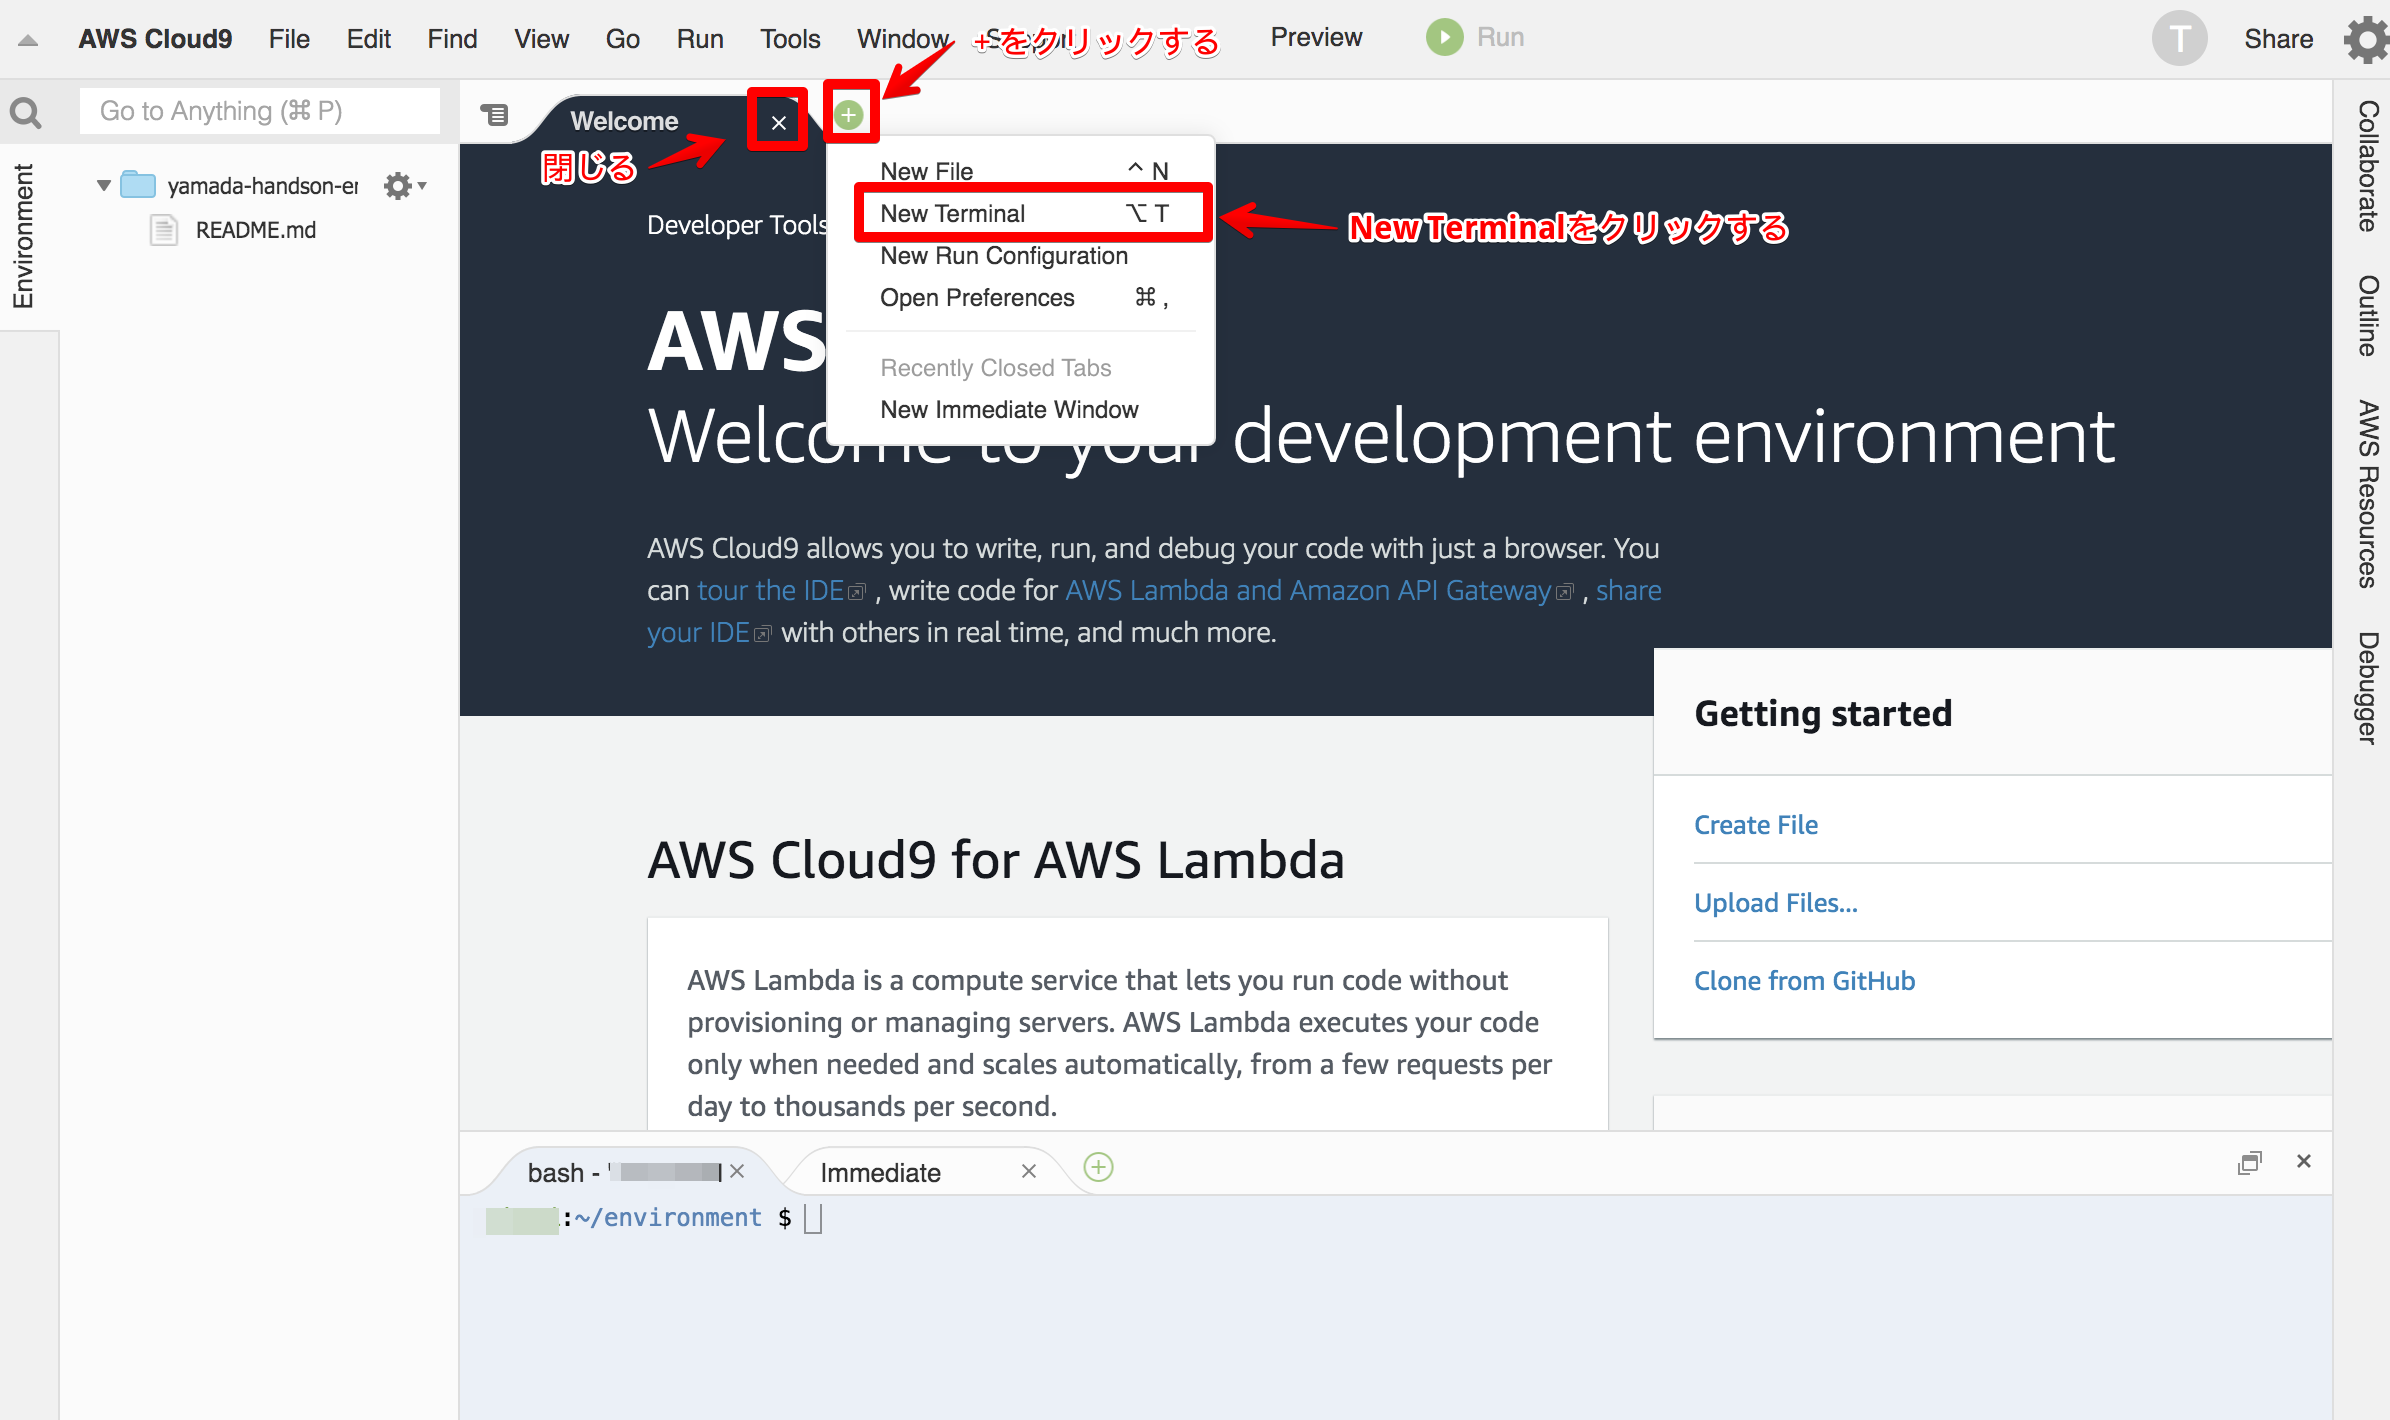 AWS Cloud9 File Edit Find View Go Run Tools Window Preview Run T Share
+をクリックする
Go to Anything (⌘ P)
Welcome ×
閉じる
Environment
yamada-handson-er
README.md
New File ^ N
New Terminal ⌥ T
New Run Configuration
Open Preferences ⌘ ,
Recently Closed Tabs
New Immediate Window
New Terminalをクリックする
Developer Tools
AWS
Welcome to your development environment
AWS Cloud9 allows you to write, run, and debug your code with just a browser. You
can tour the IDE , write code for AWS Lambda and Amazon API Gateway , share
your IDE with others in real time, and much more.
Getting started
Create File
Upload Files...
Clone from GitHub
AWS Cloud9 for AWS Lambda
AWS Lambda is a compute service that lets you run code without
provisioning or managing servers. AWS Lambda executes your code
only when needed and scales automatically, from a few requests per
day to thousands per second.
Collaborate
Outline
AWS Resources
Debugger
bash - ' × Immediate ×
:~/environment $